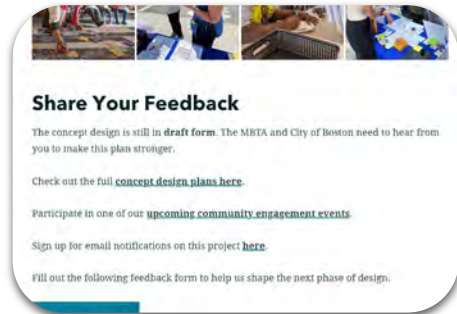 Share Your Feedback
The concept design is still in draft form. The MBTA and City of Boston need to hear from
you to make this plan stronger.
Check out the full concept design plans here.
Participate in one of our upcoming community engagement events.
Sign up for email notifications on this project here.
Fill out the following feedback form to help us shape the next phase of design.